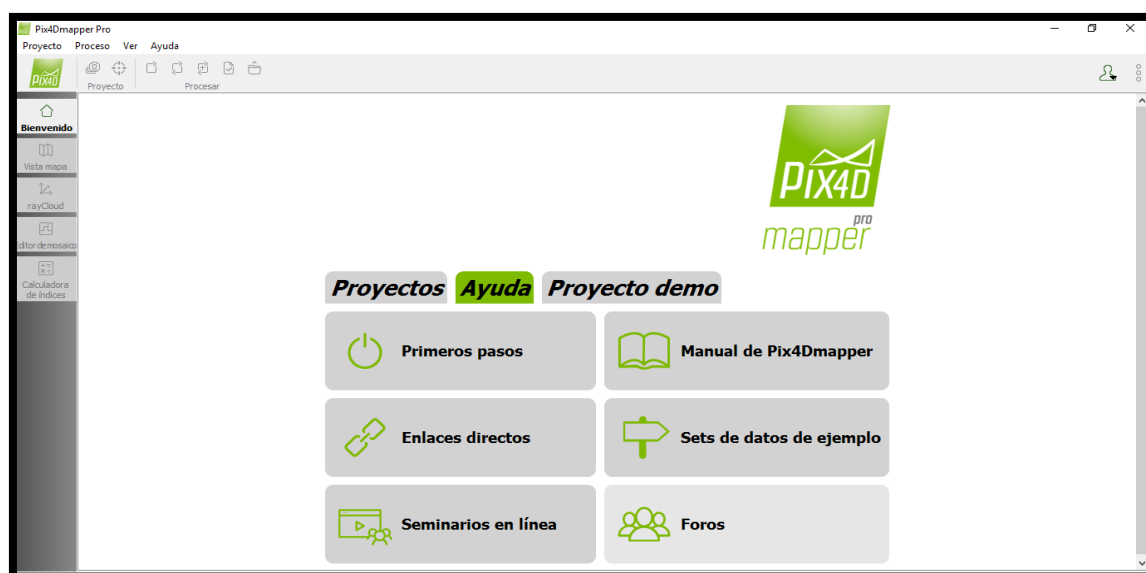 Pix4Dmapper Pro
Proyecto Proceso Ver Ayuda
PIX4D
Proyecto Procesar
Bienvenido
Vista mapa
rayCloud
Editor de mosaico
Calculadora
de índices
PIX4D
pro
mapper
Proyectos Ayuda Proyecto demo
Primeros pasos Manual de Pix4Dmapper
Enlaces directos Sets de datos de ejemplo
Seminarios en línea Foros